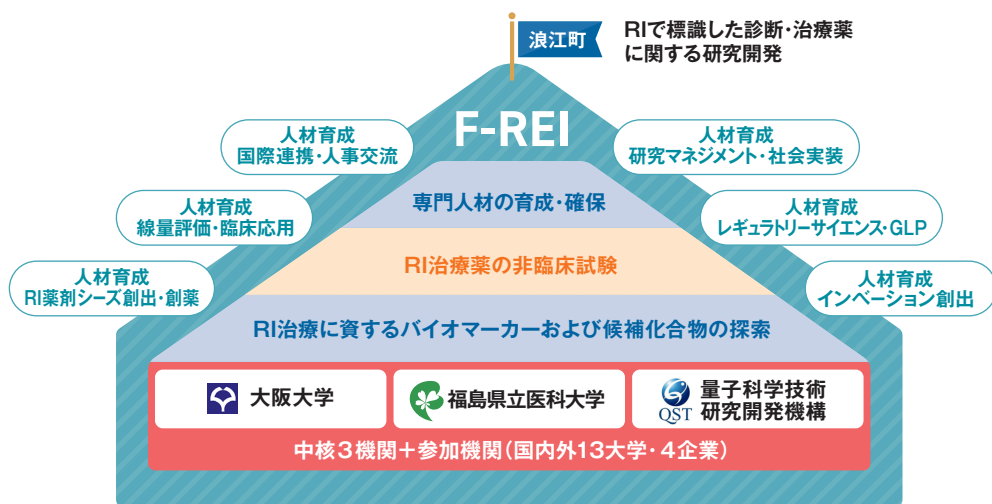 浪江町
RIで標識した診断・治療薬
に関する研究開発
F-REI
人材育成
国際連携・人事交流
人材育成
研究マネジメント・社会実装
専門人材の育成・確保
人材育成
線量評価・臨床応用
人材育成
レギュラトリーサイエンス・GLP
RI治療薬の非臨床試験
人材育成
RI薬剤シーズ創出・創薬
人材育成
インベーション創出
RI治療に資するバイオマーカーおよび候補化合物の探索
大阪大学
福島県立医科大学
QST
量子科学技術
研究開発機構
中核3機関＋参加機関（国内外13大学・4企業）